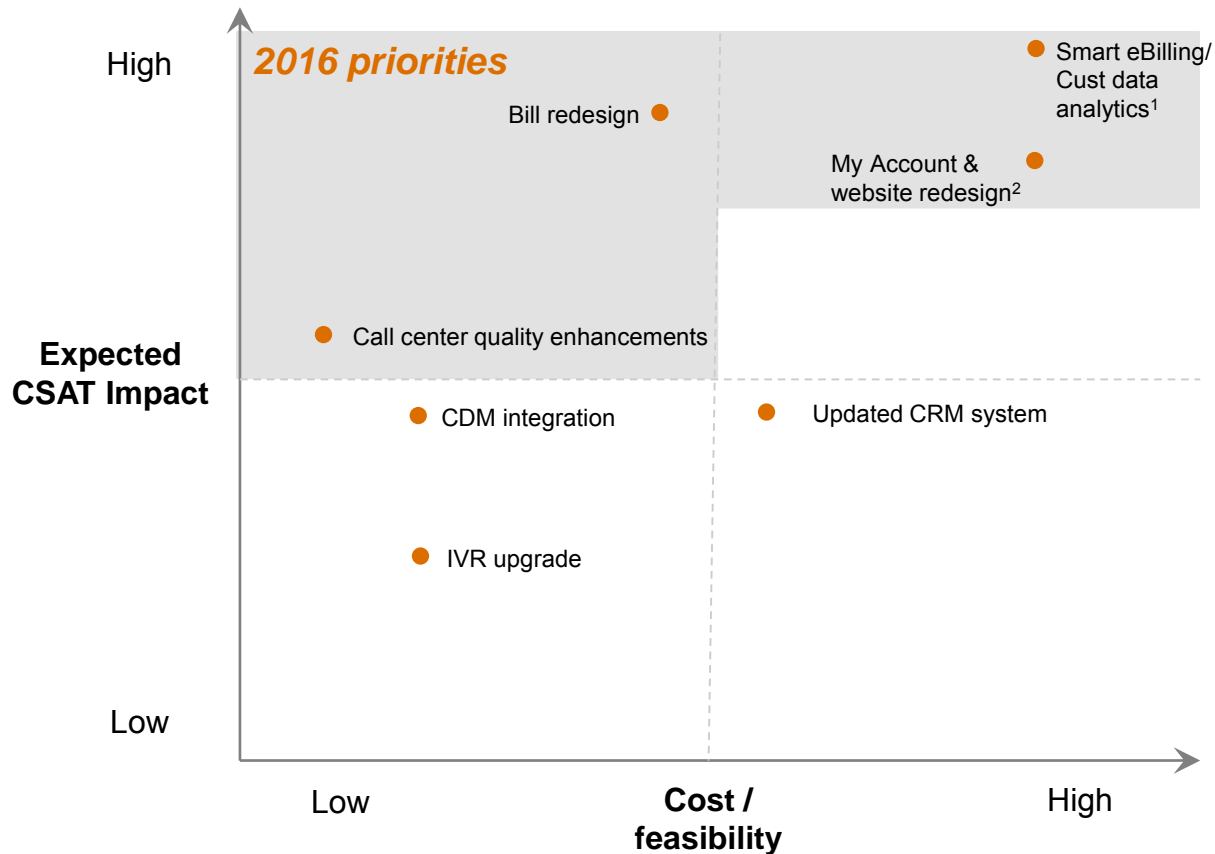 High
2016 priorities
Smart eBilling/
Cust data
analytics¹
Bill redesign
My Account &
website redesign²
Call center quality enhancements
Expected
CSAT Impact
CDM integration
Updated CRM system
IVR upgrade
Low
Low
Cost /
feasibility
High